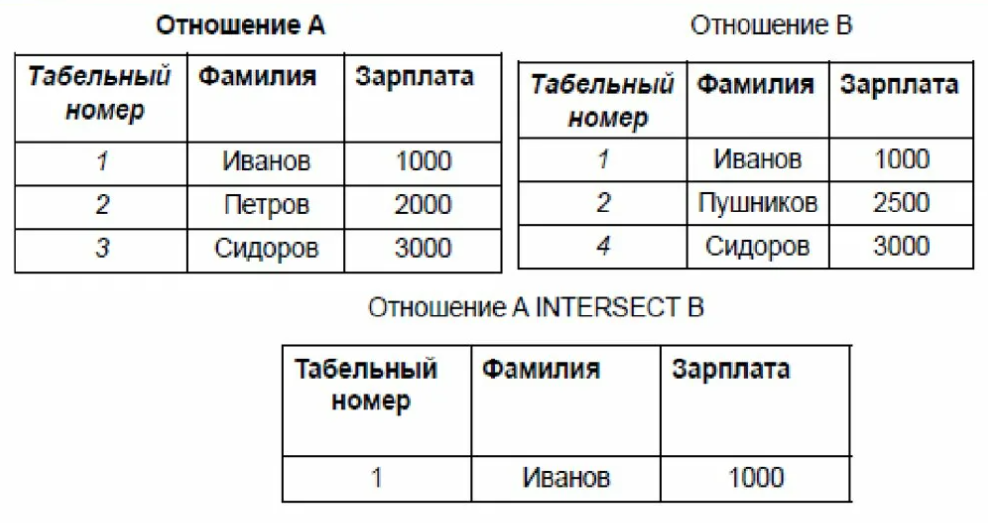 Отношение A
Отношение B
Табельный Фамилия Зарплата
номер
1 Иванов 1000
2 Петров 2000
3 Сидоров 3000
Табельный Фамилия Зарплата
номер
1 Иванов 1000
2 Пушников 2500
4 Сидоров 3000
Отношение A INTERSECT B
Табельный Фамилия Зарплата
номер
1 Иванов 1000